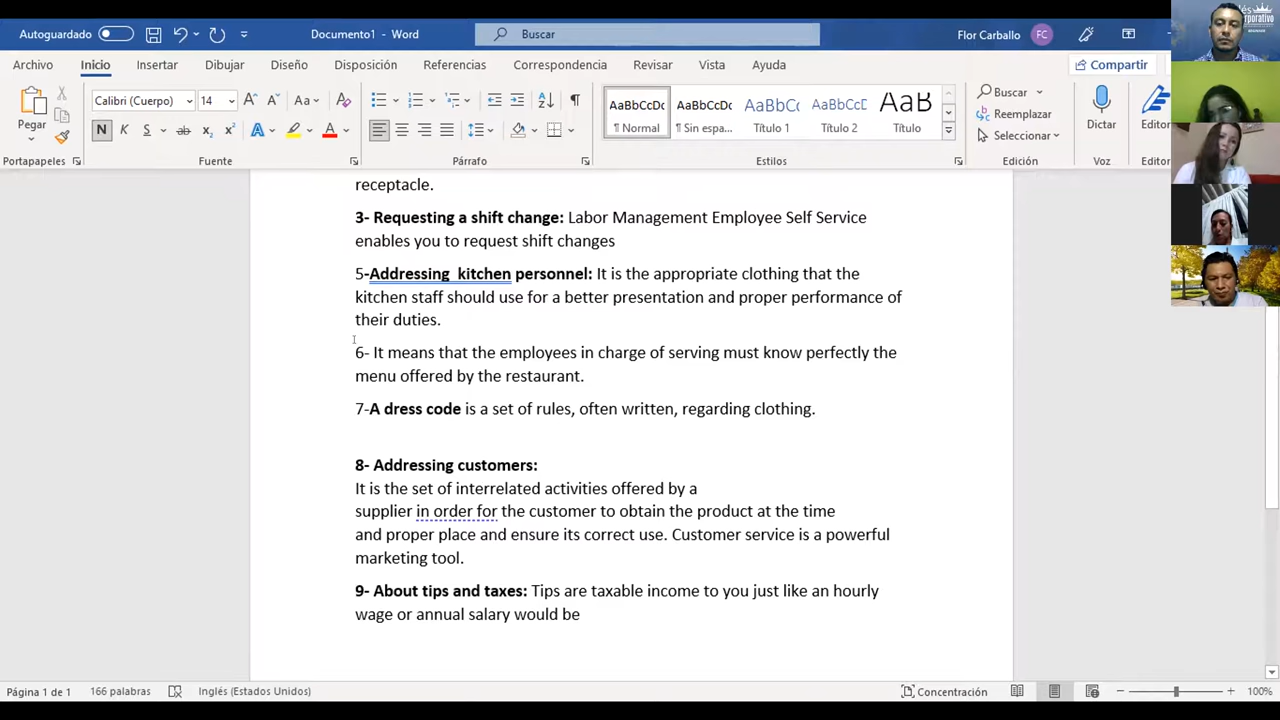 Autoguardado
Documento1 - Word
Buscar
Flor Carballo
FC
Archivo Inicio Insertar Dibujar Diseño Disposición Referencias Correspondencia Revisar Vista Ayuda
Compartir
Pegar
Calibri (Cuerpo) 14
N K S ab x₂ x²
AaBbCcDc AaBbCcDc AaBbCc AaBbCcE AaB
¶ Normal ¶ Sin espa... Título 1 Título 2 Título
Buscar
Reemplazar
Seleccionar
Dictar
Editor
Portapapeles Fuente Párrafo Estilos Edición Voz Editor
receptacle.
3- Requesting a shift change: Labor Management Employee Self Service
enables you to request shift changes
5-Addressing kitchen personnel: It is the appropriate clothing that the
kitchen staff should use for a better presentation and proper performance of
their duties.
6- It means that the employees in charge of serving must know perfectly the
menu offered by the restaurant.
7-A dress code is a set of rules, often written, regarding clothing.
8- Addressing customers:
It is the set of interrelated activities offered by a
supplier in order for the customer to obtain the product at the time
and proper place and ensure its correct use. Customer service is a powerful
marketing tool.
9- About tips and taxes: Tips are taxable income to you just like an hourly
wage or annual salary would be
Página 1 de 1 166 palabras Inglés (Estados Unidos)
Concentración
100%